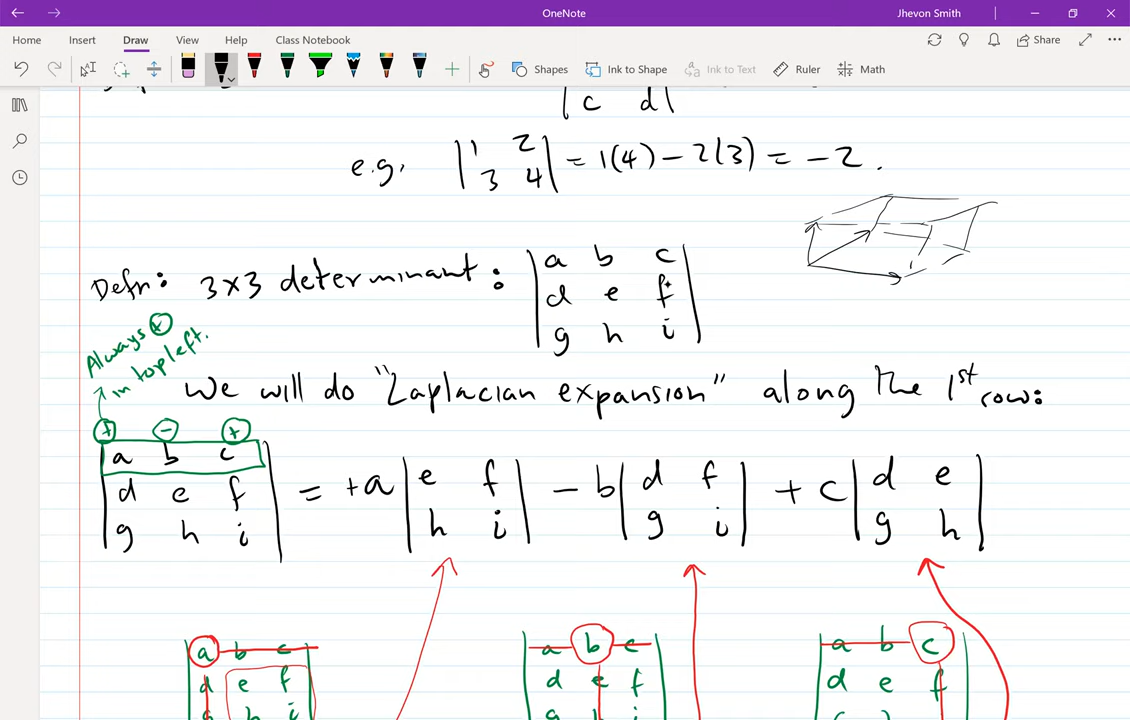 OneNote
Jhevon Smith
Home Insert Draw View Help Class Notebook
Share
Shapes Ink to Shape Ink to Text Ruler Math
| c d |
e.g. | 1 2 | = 1(4) - 2(3) = -2.
| 3 4 |
Defn: 3x3 determinant: | a b c |
| d e f |
| g h i |
Always +
in top left.
We will do "Laplacian expansion" along the 1st row:
+ - +
| a b c |
| d e f | = +a | e f | - b | d f | + c | d e |
| g h i | | h i | | g i | | g h |
a b c a b c a b c
d e f d e f d e f
h i